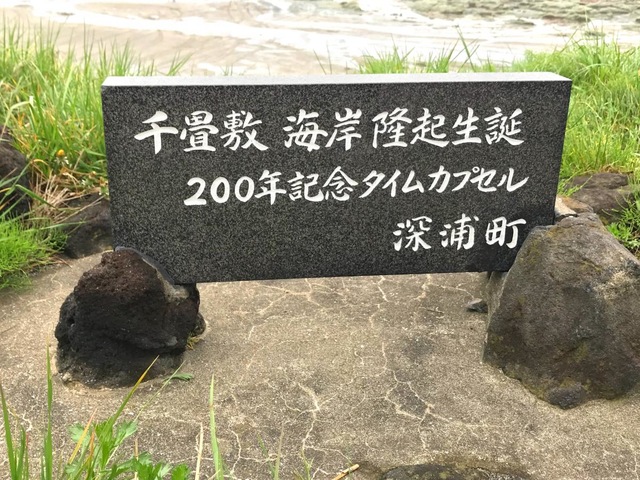 千畳敷 海岸 隆起生誕
200年記念タイムカプセル
深浦町